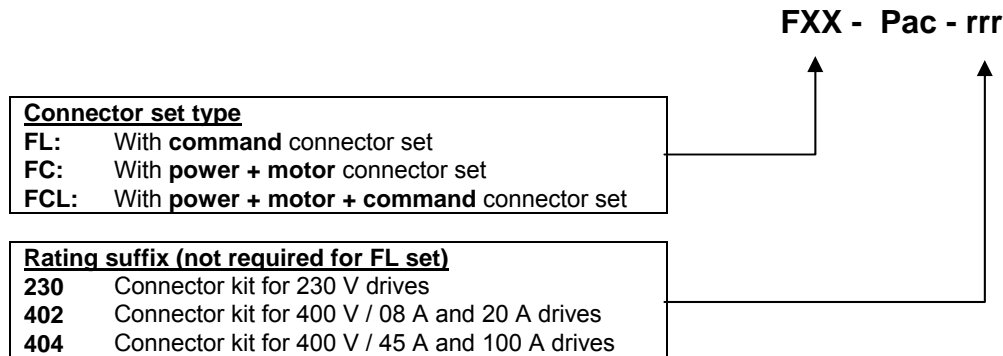 FXX - Pac - rrr
Connector set type
FL: With command connector set
FC: With power + motor connector set
FCL: With power + motor + command connector set
Rating suffix (not required for FL set)
230 Connector kit for 230 V drives
402 Connector kit for 400 V / 08 A and 20 A drives
404 Connector kit for 400 V / 45 A and 100 A drives